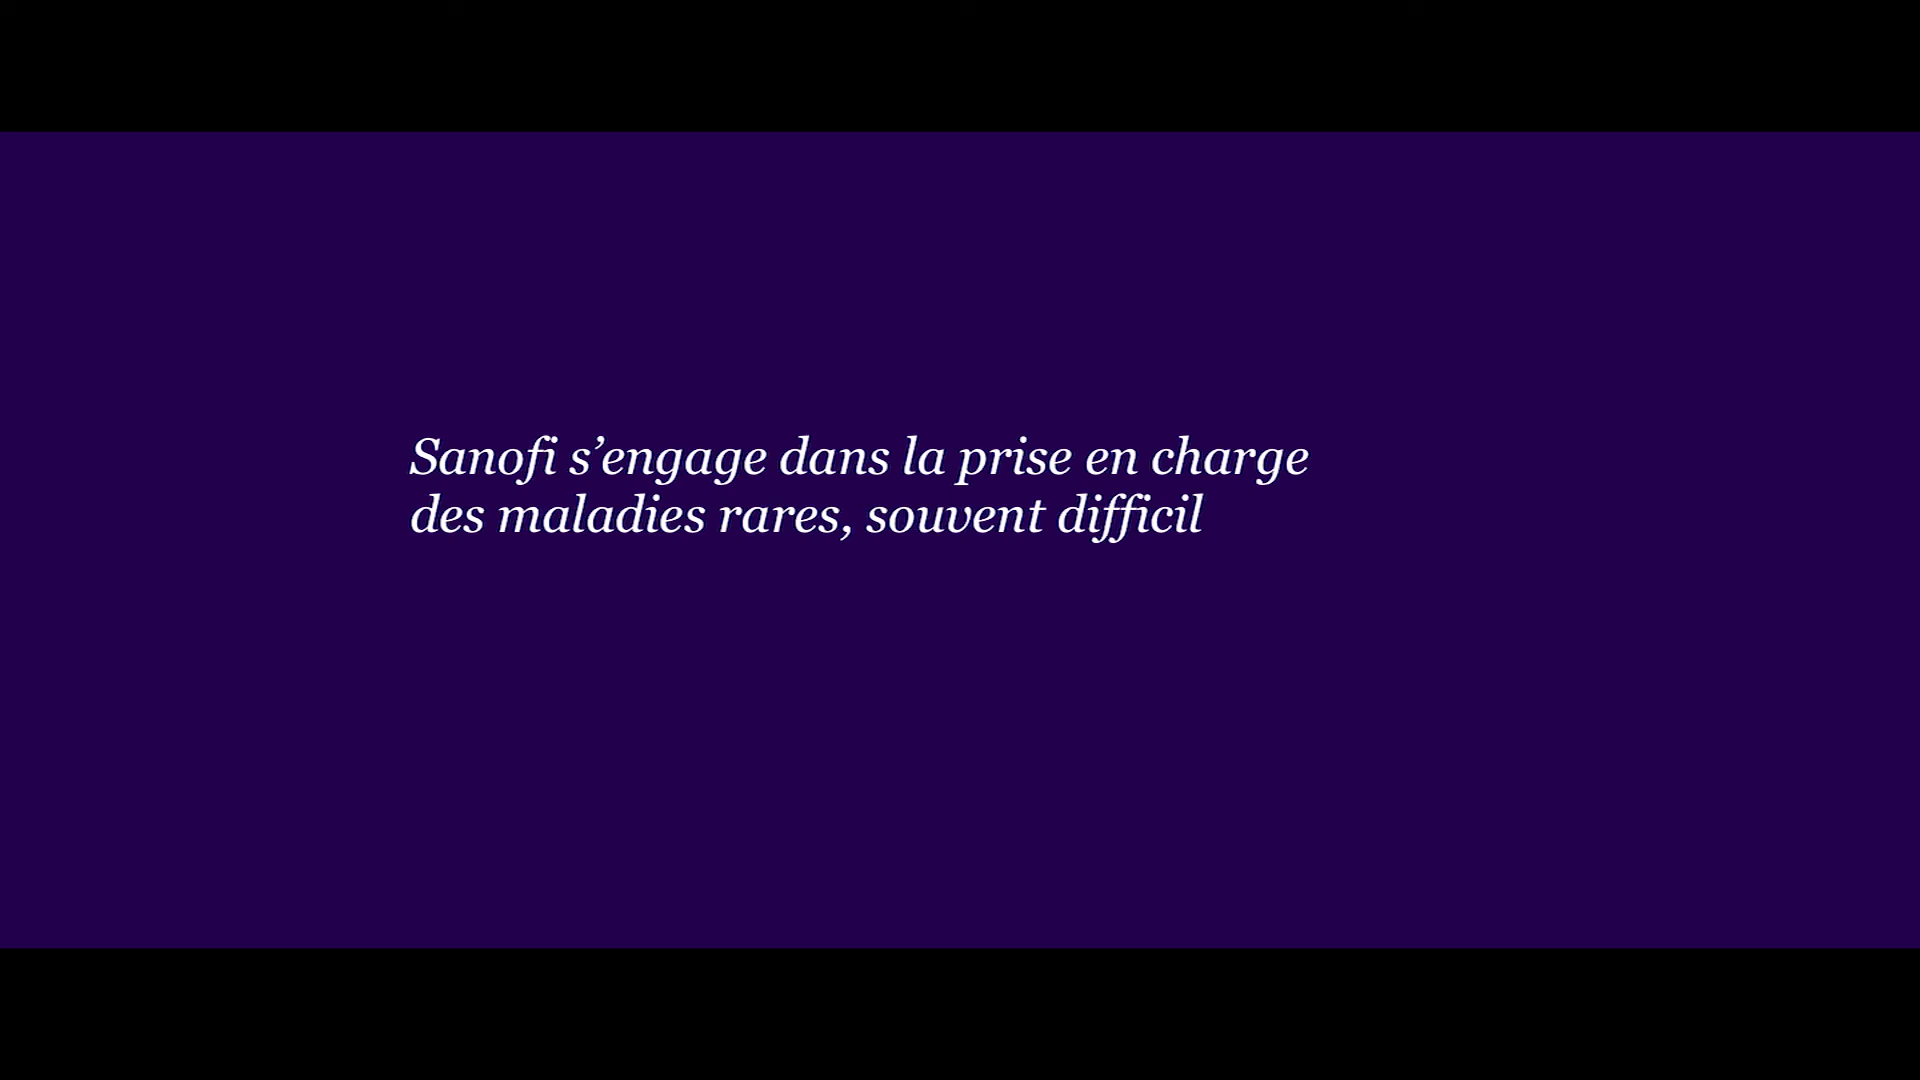 Sanofi s’engage dans la prise en charge
des maladies rares, souvent difficil